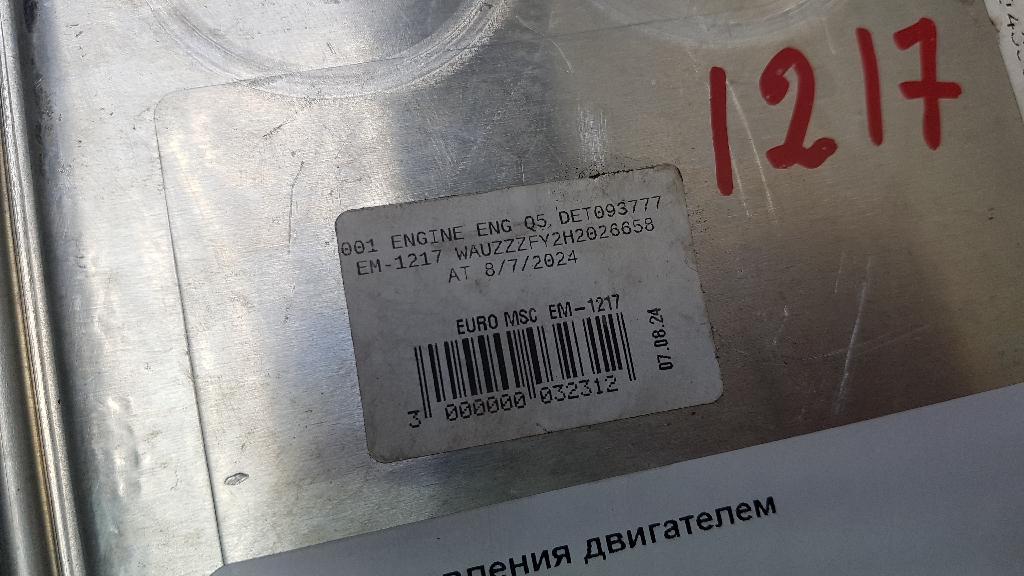 1217
001 ENGINE ENG Q5, DET093777
EM-1217 WAUZZZFY2H2026658
AT 8/7/2024
EURO MSC EM-1217
07.08.24
3 000000 032312
двигателем